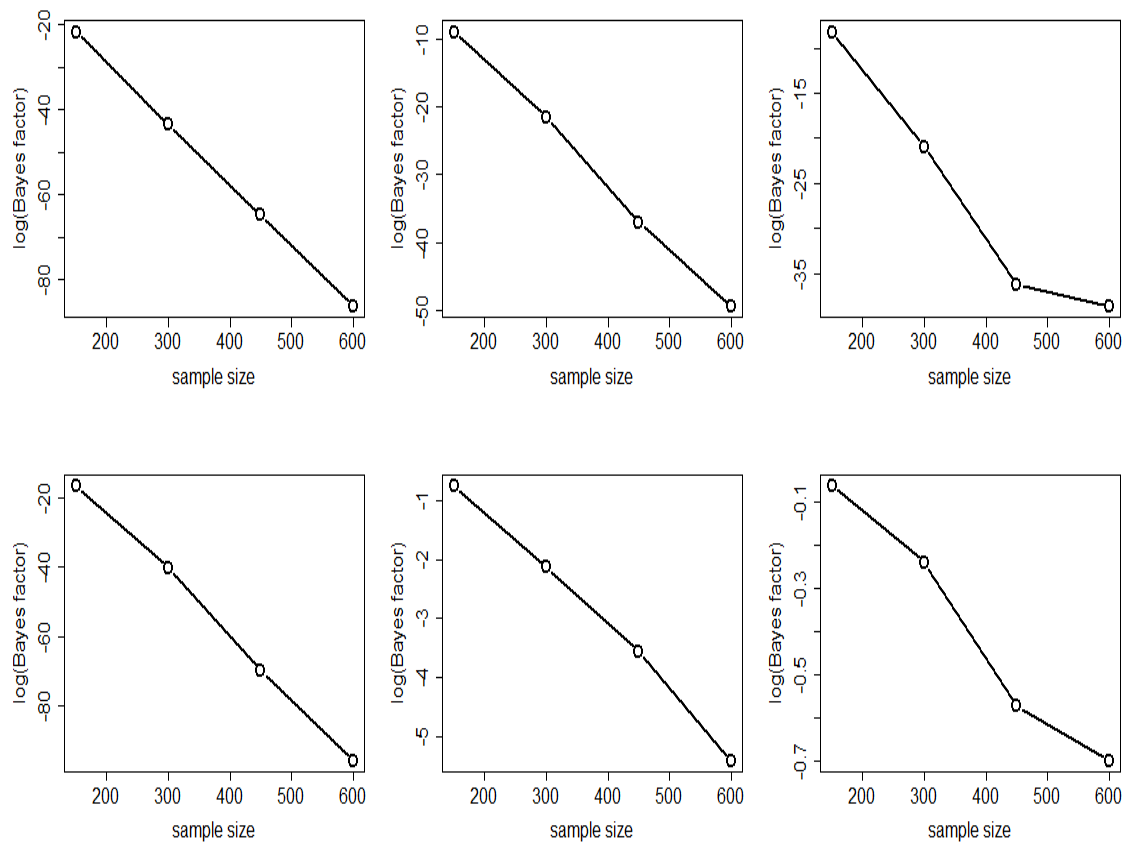 log(Bayes factor)
-20
-40
-60
-80
200 300 400 500 600
sample size
log(Bayes factor)
-10
-20
-30
-40
-50
200 300 400 500 600
sample size
log(Bayes factor)
-15
-25
-35
200 300 400 500 600
sample size
log(Bayes factor)
-20
-40
-60
-80
200 300 400 500 600
sample size
log(Bayes factor)
-1
-2
-3
-4
-5
200 300 400 500 600
sample size
log(Bayes factor)
-0.1
-0.3
-0.5
-0.7
200 300 400 500 600
sample size